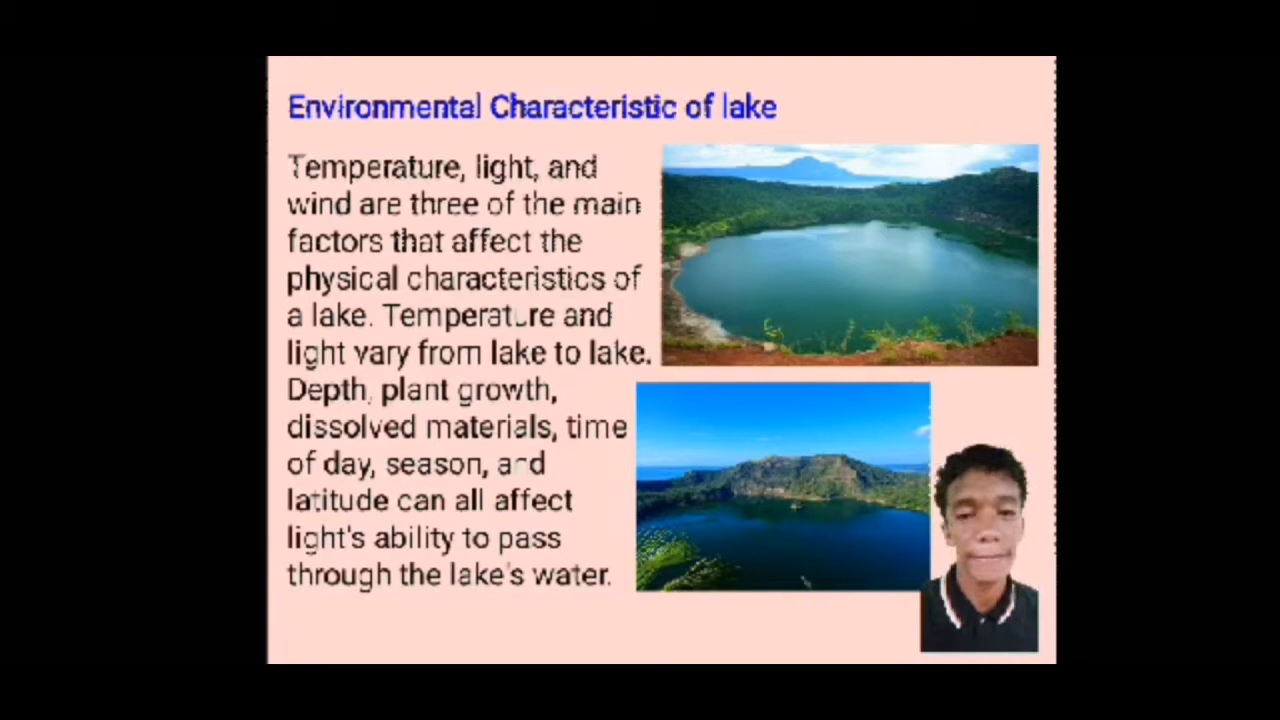 Environmental Characteristic of lake
Temperature, light, and
wind are three of the main
factors that affect the
physical characteristics of
a lake. Temperature and
light vary from lake to lake.
Depth, plant growth,
dissolved materials, time
of day, season, and
latitude can all affect
light's ability to pass
through the lake's water.